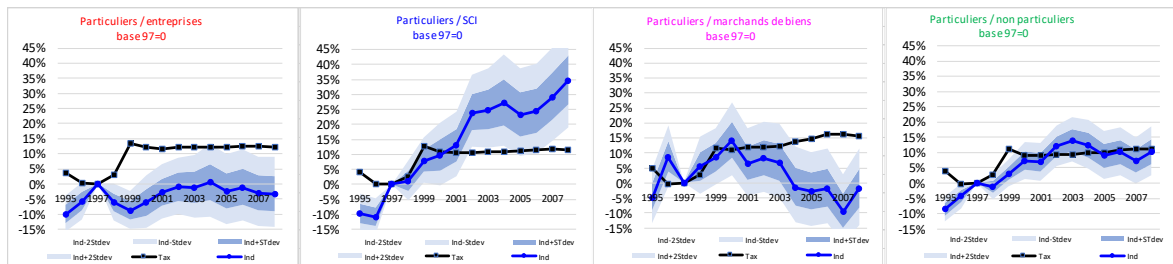 Particuliers / entreprises
base 97=0
45%
40%
35%
30%
25%
20%
15%
10%
5%
0%
-5%
-10%
-15%
1995 1997 1999 2001 2003 2005 2007
Ind-2Stdev Ind-Stdev Ind+STdev
Ind+2Stdev Tax Ind
Particuliers / SCI
base 97=0
45%
40%
35%
30%
25%
20%
15%
10%
5%
0%
-5%
-10%
-15%
1995 1997 1999 2001 2003 2005 2007
Ind-2Stdev Ind-Stdev Ind+STdev
Ind+2Stdev Tax Ind
Particuliers / marchands de biens
base 97=0
45%
40%
35%
30%
25%
20%
15%
10%
5%
0%
-5%
-10%
-15%
1995 1997 1999 2001 2003 2005 2007
Ind-2Stdev Ind-Stdev Ind+STdev
Ind+2Stdev Tax Ind
Particuliers / non particuliers
base 97=0
45%
40%
35%
30%
25%
20%
15%
10%
5%
0%
-5%
-10%
-15%
1995 1997 1999 2001 2003 2005 2007
Ind-2Stdev Ind-Stdev Ind+STdev
Ind+2Stdev Tax Ind